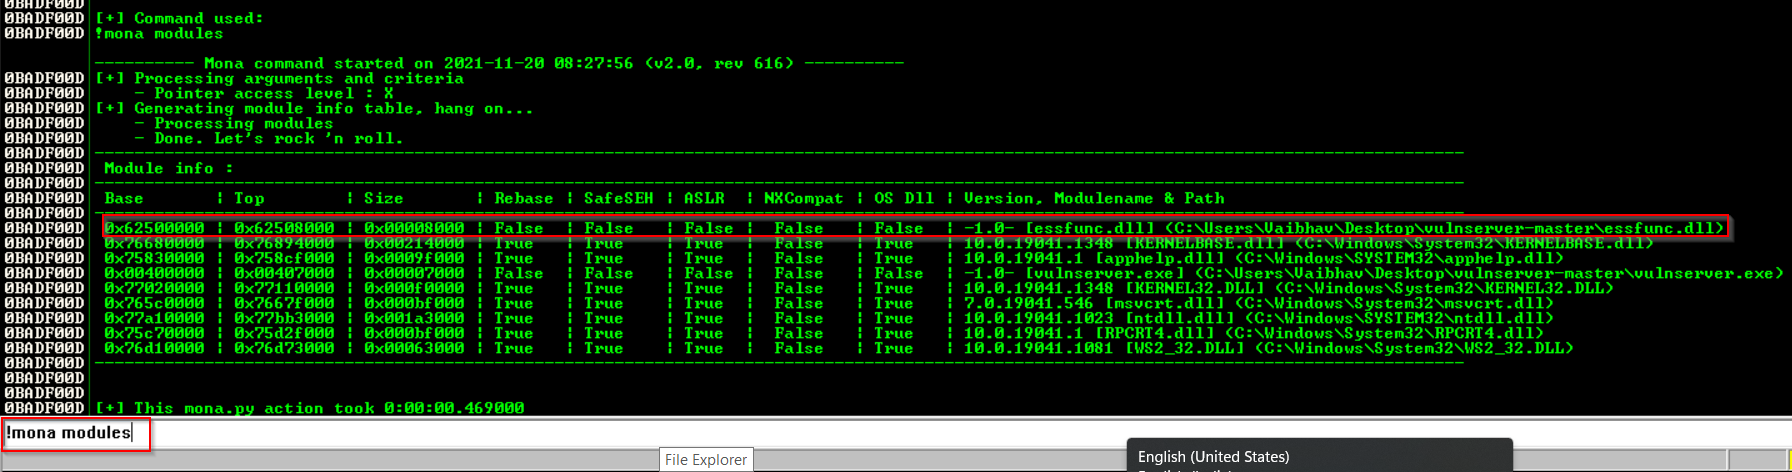 0BADF00D
0BADF00D [+] Command used:
0BADF00D !mona modules
---------- Mona command started on 2021-11-20 08:27:56 (v2.0, rev 616) ----------
0BADF00D [+] Processing arguments and criteria
0BADF00D - Pointer access level : X
0BADF00D [+] Generating module info table, hang on...
0BADF00D - Processing modules
0BADF00D - Done. Let's rock 'n roll.
0BADF00D
0BADF00D Module info :
0BADF00D
0BADF00D Base | Top | Size | Rebase | SafeSEH | ASLR | NXCompat | OS Dll | Version, Modulename & Path
0BADF00D
0BADF00D 0x62500000 | 0x62508000 | 0x00008000 | False | False | False | False | False | -1.0- [essfunc.dll] (C:\Users\Vaibhav\Desktop\vulnserver-master\essfunc.dll)
0BADF00D 0x76680000 | 0x76894000 | 0x00214000 | True | True | True | False | True | 10.0.19041.1348 [KERNELBASE.dll] (C:\Windows\System32\KERNELBASE.dll)
0BADF00D 0x75830000 | 0x758cf000 | 0x0009f000 | True | True | True | False | True | 10.0.19041.1 [apphelp.dll] (C:\Windows\SYSTEM32\apphelp.dll)
0BADF00D 0x00400000 | 0x00407000 | 0x00007000 | False | False | False | False | False | -1.0- [vulnserver.exe] (C:\Users\Vaibhav\Desktop\vulnserver-master\vulnserver.exe)
0BADF00D 0x77020000 | 0x77110000 | 0x000f0000 | True | True | True | False | True | 10.0.19041.1348 [KERNEL32.DLL] (C:\Windows\System32\KERNEL32.DLL)
0BADF00D 0x765c0000 | 0x7667f000 | 0x000bf000 | True | True | True | False | True | 7.0.19041.546 [msvcrt.dll] (C:\Windows\System32\msvcrt.dll)
0BADF00D 0x77a10000 | 0x77bb3000 | 0x001a3000 | True | True | True | False | True | 10.0.19041.1023 [ntdll.dll] (C:\Windows\SYSTEM32\ntdll.dll)
0BADF00D 0x75c70000 | 0x75d2f000 | 0x000bf000 | True | True | True | False | True | 10.0.19041.1 [RPCRT4.dll] (C:\Windows\System32\RPCRT4.dll)
0BADF00D 0x76d10000 | 0x76d73000 | 0x00063000 | True | True | True | False | True | 10.0.19041.1081 [WS2_32.DLL] (C:\Windows\System32\WS2_32.DLL)
0BADF00D
0BADF00D
0BADF00D
0BADF00D [+] This mona.py action took 0:00:00.469000
!mona modules
File Explorer
English (United States)